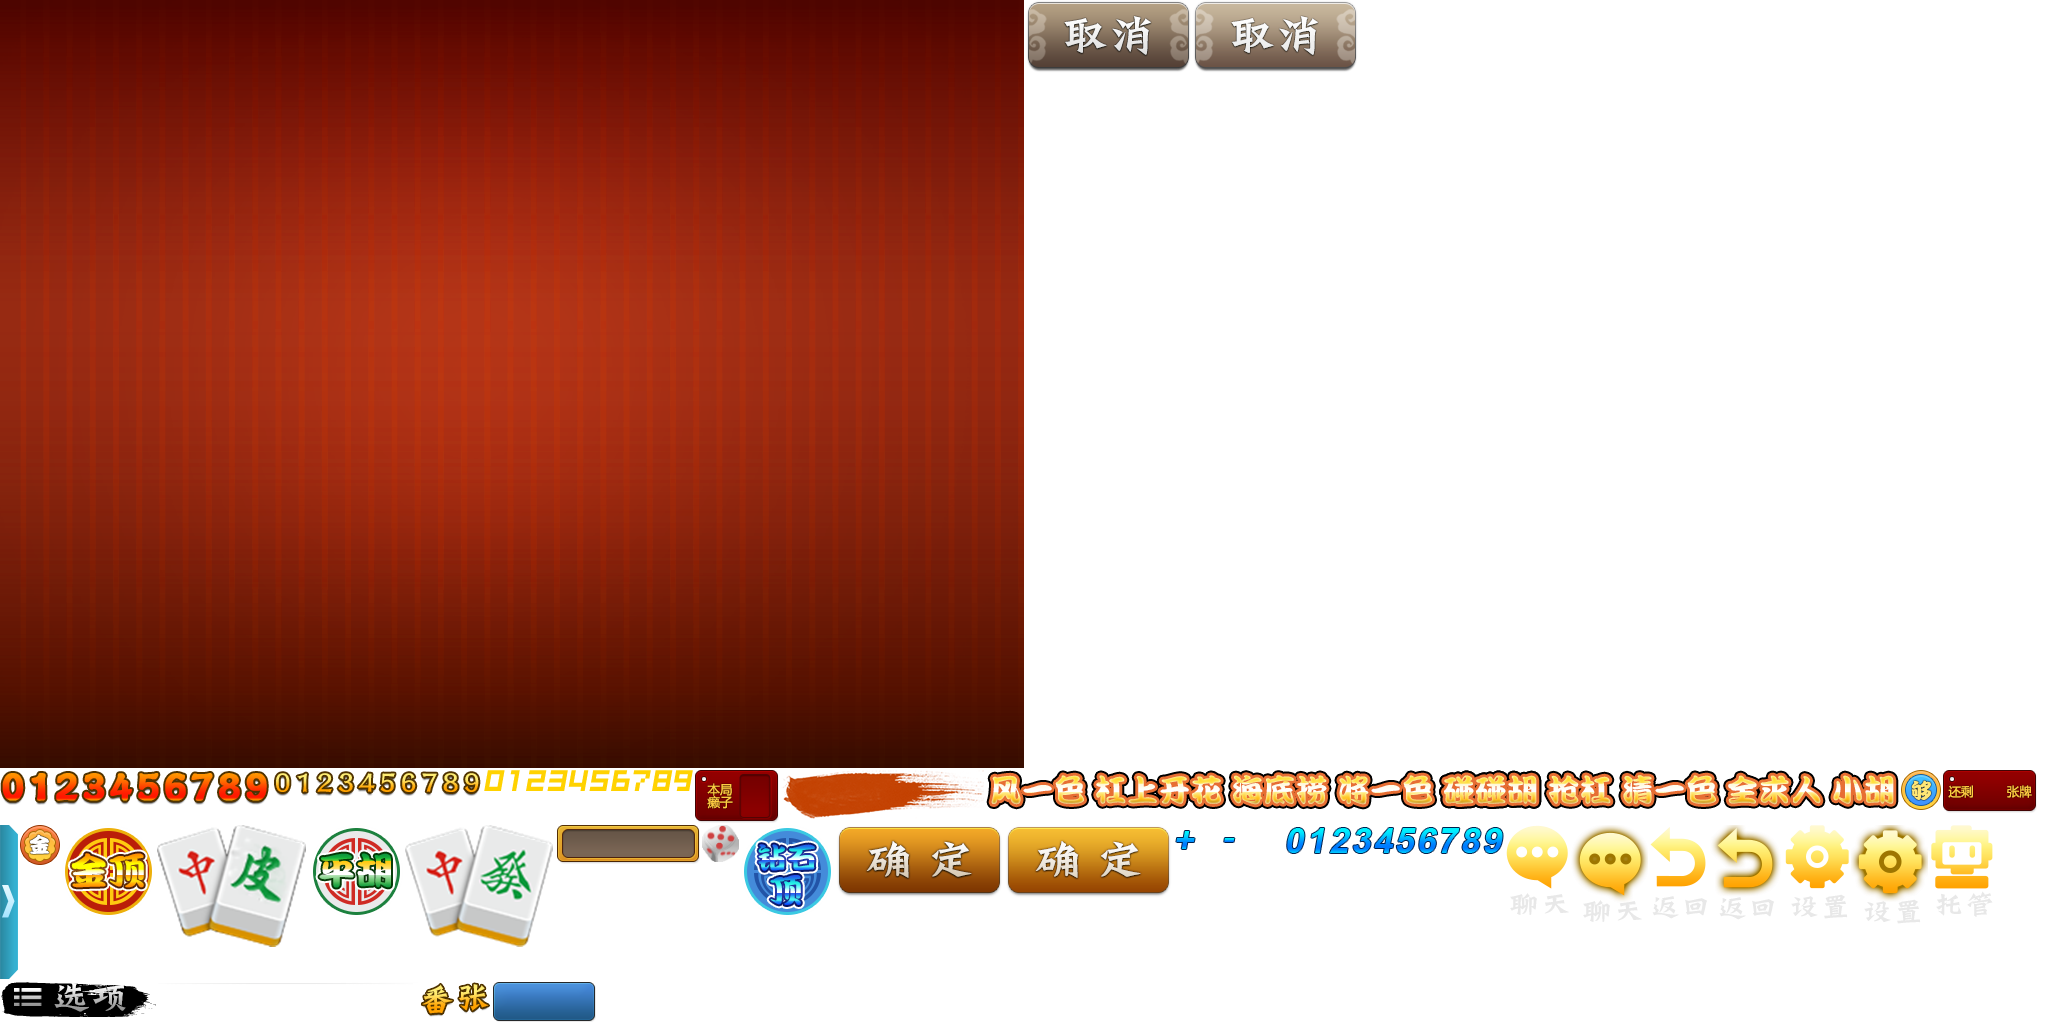 取消 取消
0123456789 0123456789 0123456789 本局癞子 风一色 杠上开花 海底捞 将一色 碰碰胡 抢杠 清一色 全求人 小胡 够 还剩 张牌
金 金顶 中 皮 平胡 中 發 钻石顶 确定 确定 + - 0123456789 聊天 聊天 返回 返回 设置 设置 托管
选项 番 张